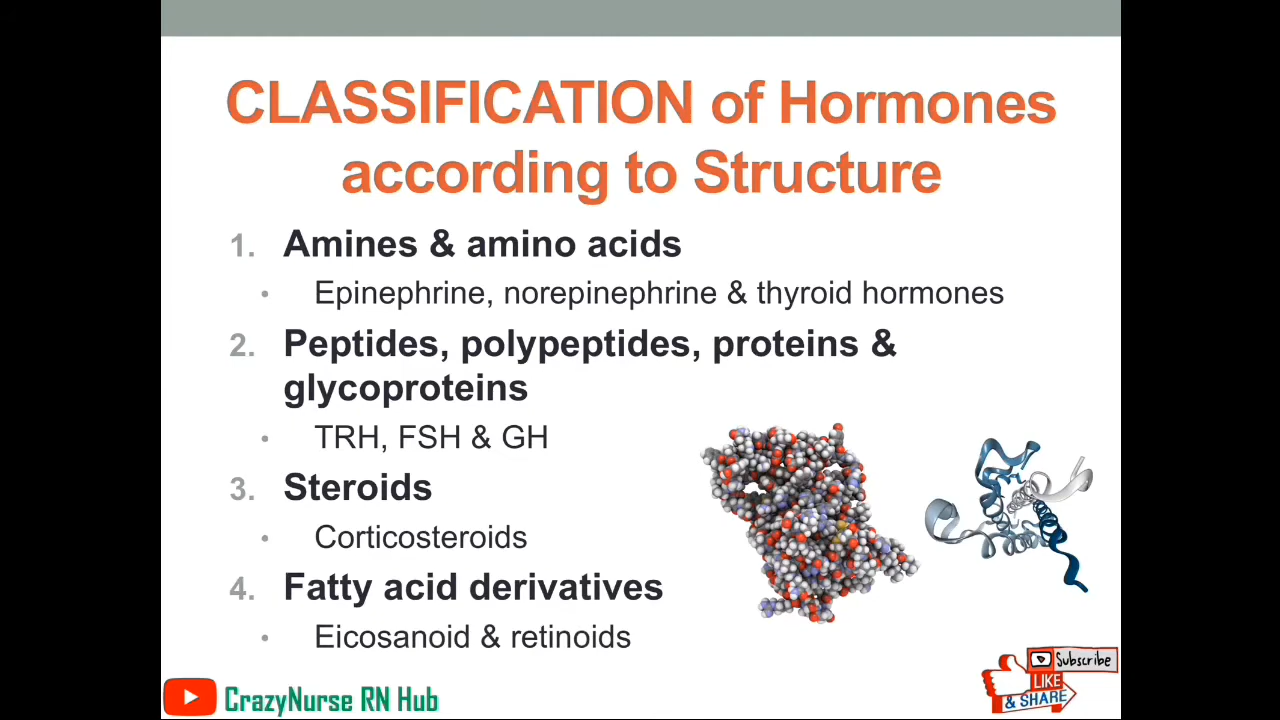 CLASSIFICATION of Hormones
according to Structure
1. Amines & amino acids
• Epinephrine, norepinephrine & thyroid hormones
2. Peptides, polypeptides, proteins &
glycoproteins
• TRH, FSH & GH
3. Steroids
• Corticosteroids
4. Fatty acid derivatives
• Eicosanoid & retinoids
CrazyNurse RN Hub
Subscribe
LIKE
& SHARE